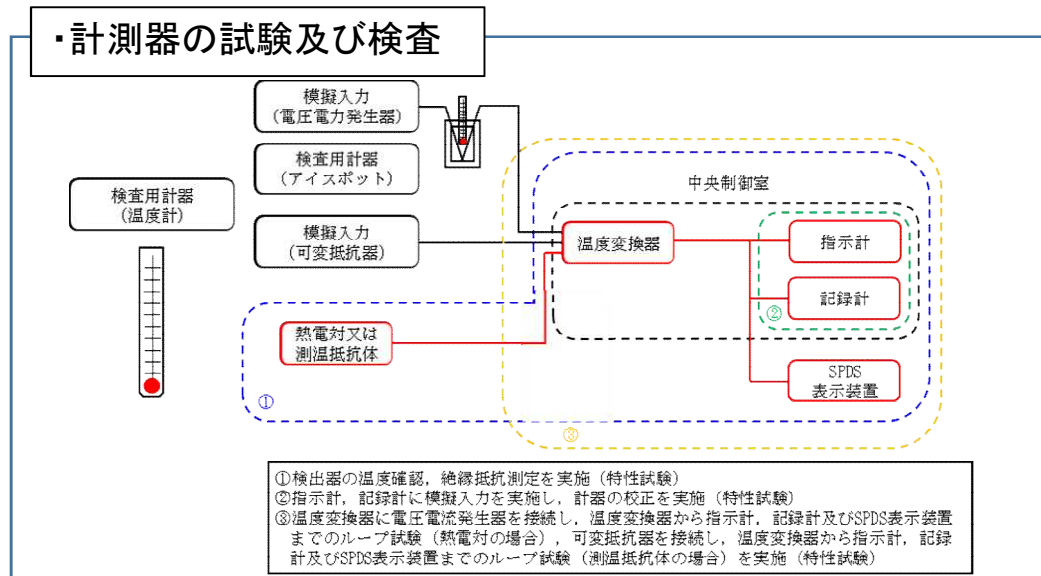 ・計測器の試験及び検査
模擬入力
（電圧電力発生器）
検査用計器
（アイスポット）
検査用計器
（温度計）
模擬入力
（可変抵抗器）
中央制御室
温度変換器
指示計
記録計
②
熱電対又は
測温抵抗体
SPDS
表示装置
①
③
①検出器の温度確認，絶縁抵抗測定を実施（特性試験）
②指示計，記録計に模擬入力を実施し，計器の校正を実施（特性試験）
③温度変換器に電圧電流発生器を接続し，温度変換器から指示計，記録計及びSPDS表示装置
までのループ試験（熱電対の場合），可変抵抗器を接続し，温度変換器から指示計，記録
計及びSPDS表示装置までのループ試験（測温抵抗体の場合）を実施（特性試験）